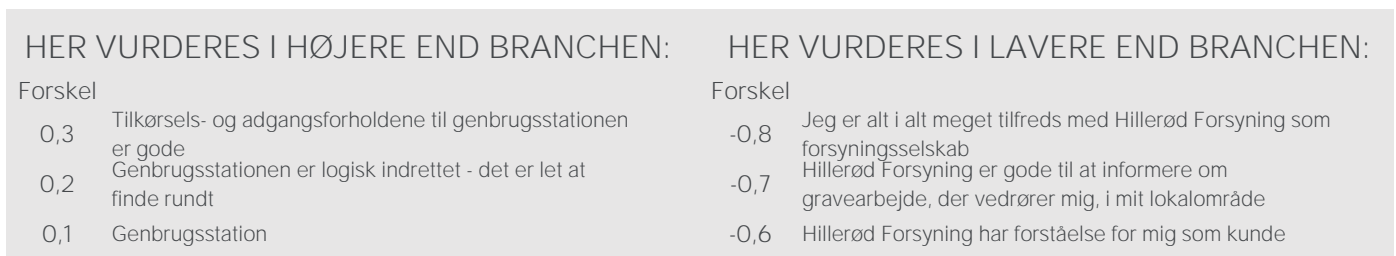 HER VURDERES I HØJERE END BRANCHEN:
Forskel
0,3 Tilkørsels- og adgangsforholdene til genbrugsstationen
er gode
0,2 Genbrugsstationen er logisk indrettet - det er let at
finde rundt
0,1 Genbrugsstation
HER VURDERES I LAVERE END BRANCHEN:
Forskel
-0,8 Jeg er alt i alt meget tilfreds med Hillerød Forsyning som
forsyningsselskab
-0,7 Hillerød Forsyning er gode til at informere om
gravearbejde, der vedrører mig, i mit lokalområde
-0,6 Hillerød Forsyning har forståelse for mig som kunde